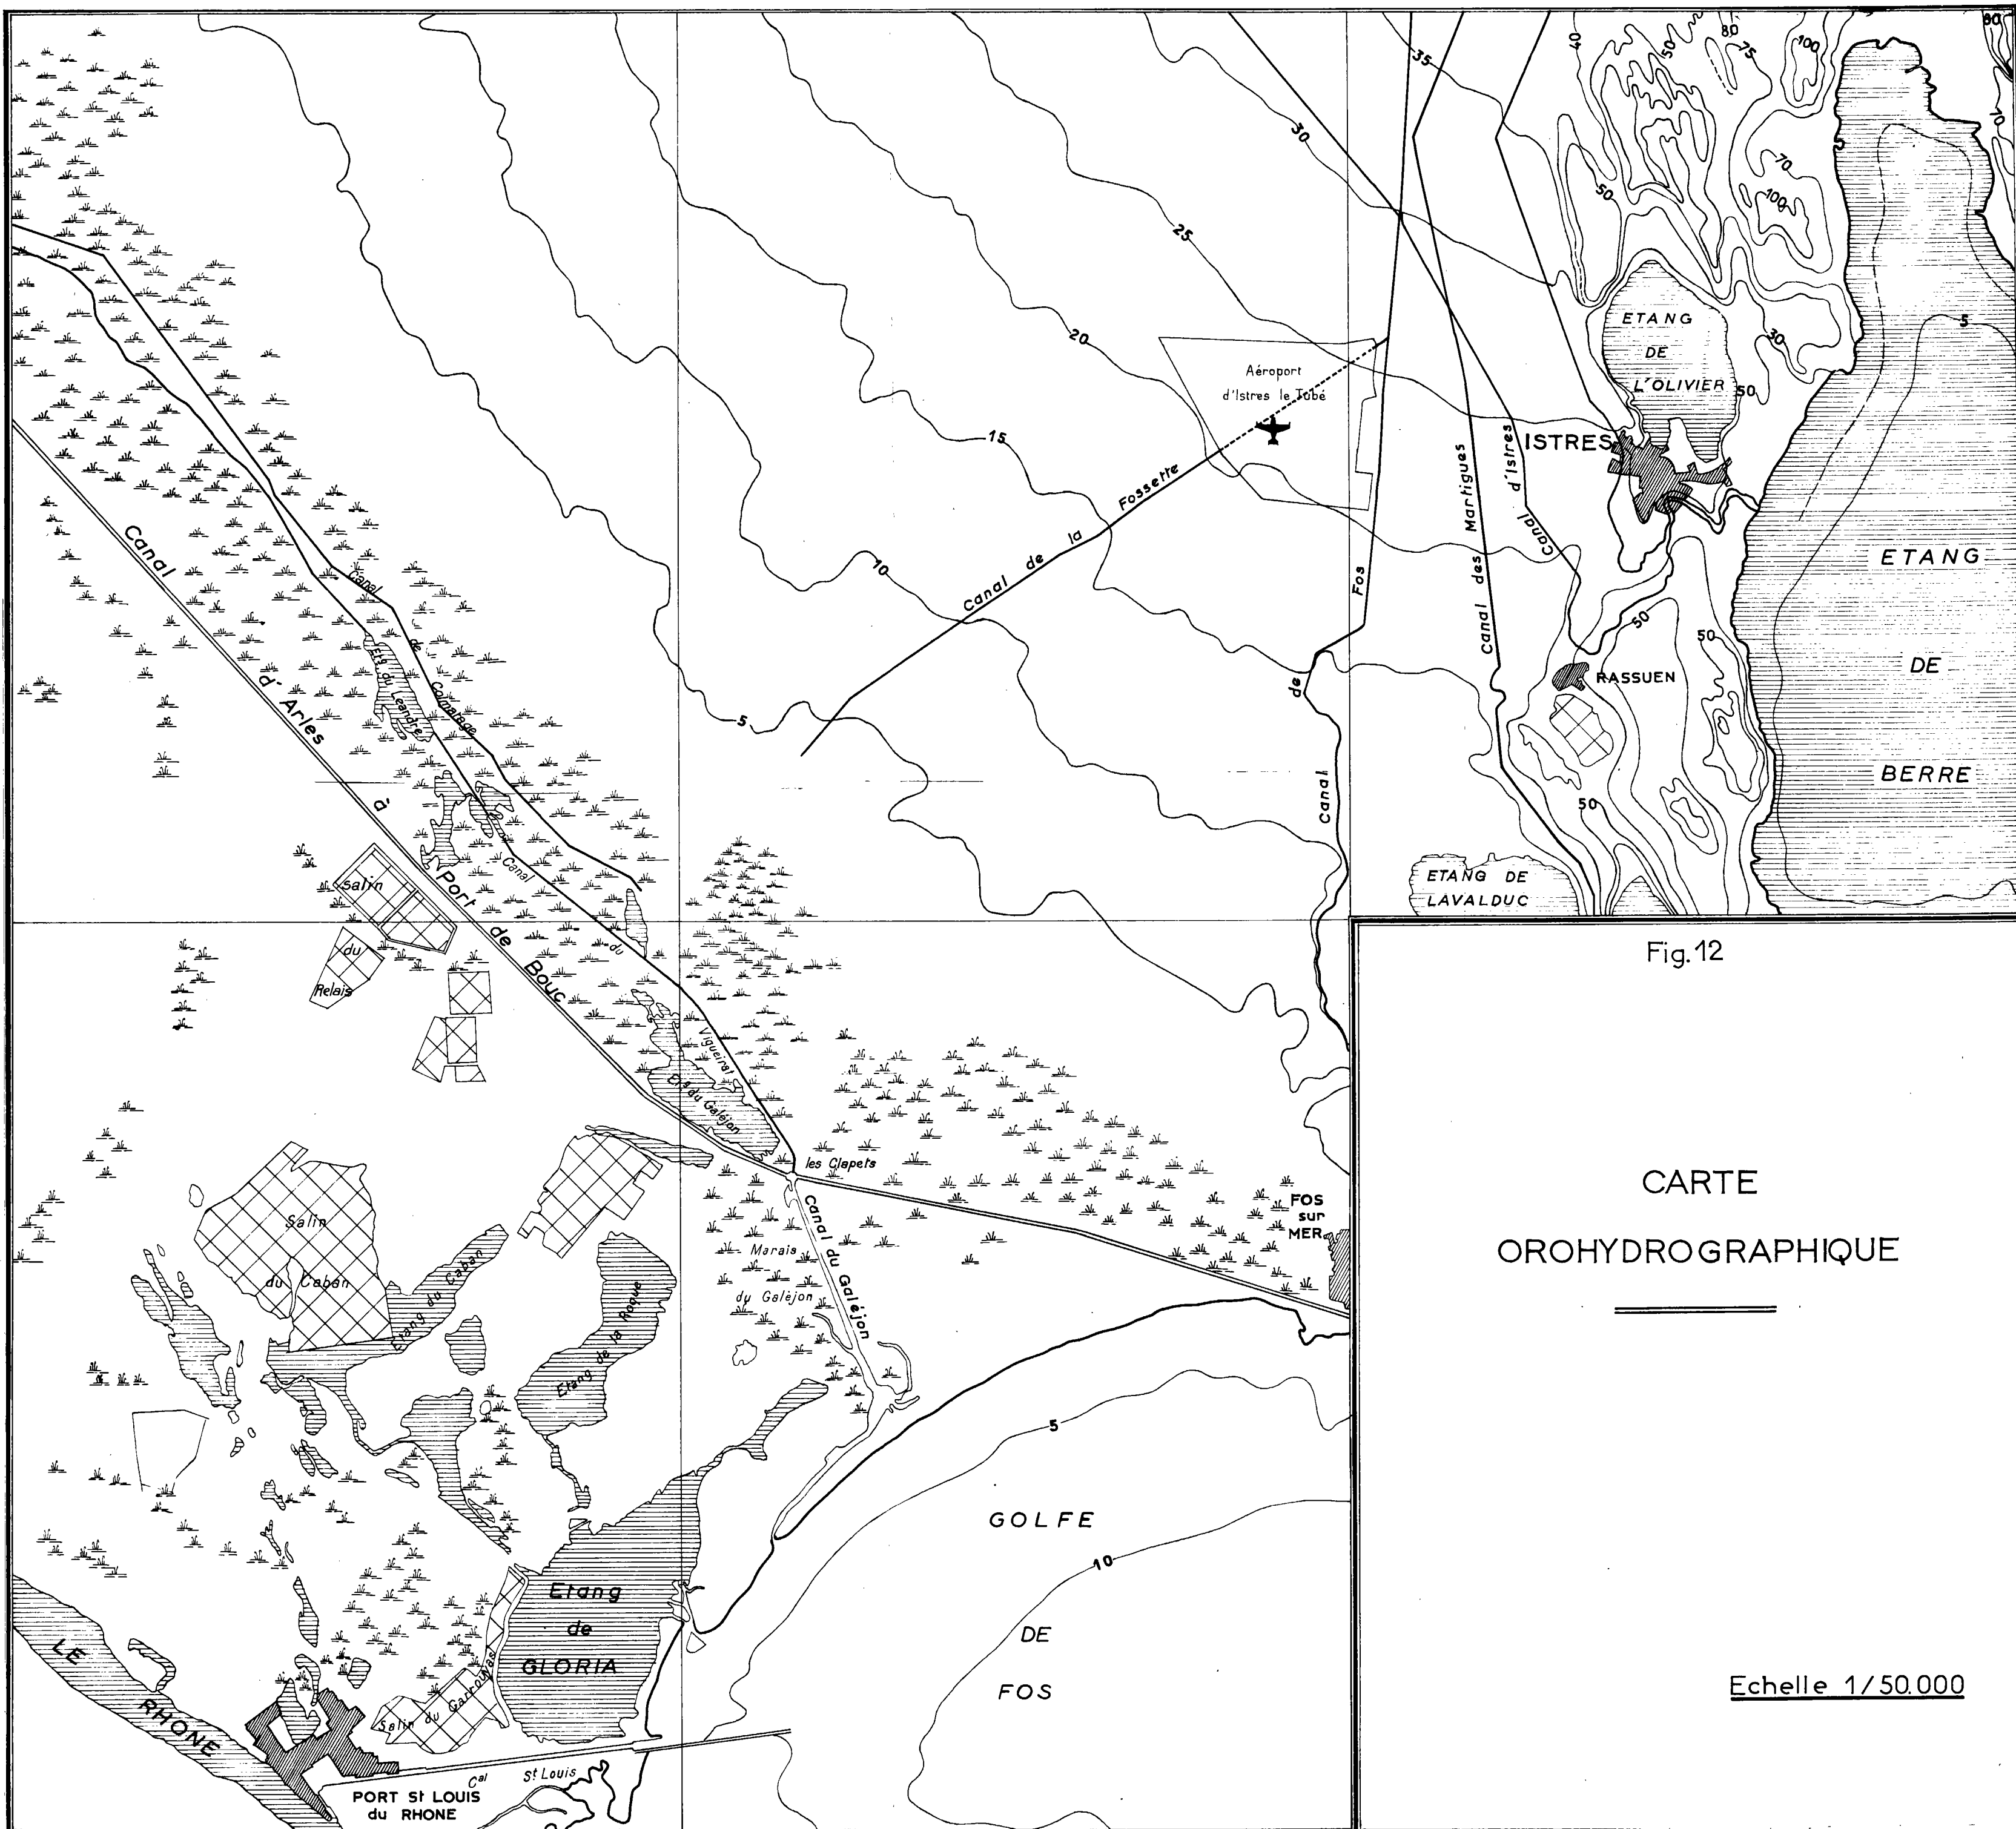 80
35
40
50
80
75
100
30
70
70
50
100
25
20
15
10
5
30
50
5
ETANG
DE
L'OLIVIER
Aéroport
d'Istres le Tubé
ISTRES
Canal de la Fossette
Canal des Martigues
Canal d'Istres
Canal de Fos
ETANG
DE
BERRE
50
50
50
RASSUEN
ETANG DE
LAVALDUC
Canal d'Arles à Port de Bouc
Canal de Colmatage
Etg du Leandre
Canal du Vigueirat
Salin
du
Relais
Etg du Galéjon
les Clapets
Canal du Galéjon
Marais
du Galéjon
FOS
sur
MER
Salin
du Caban
Etang du Caban
Etang de la Roque
Etang
de
GLORIA
Salin du Garrouyas
LE RHONE
PORT St LOUIS
du RHONE
Cal St Louis
5
10
GOLFE
DE
FOS
Fig.12
CARTE
OROHYDROGRAPHIQUE
Echelle 1/50.000